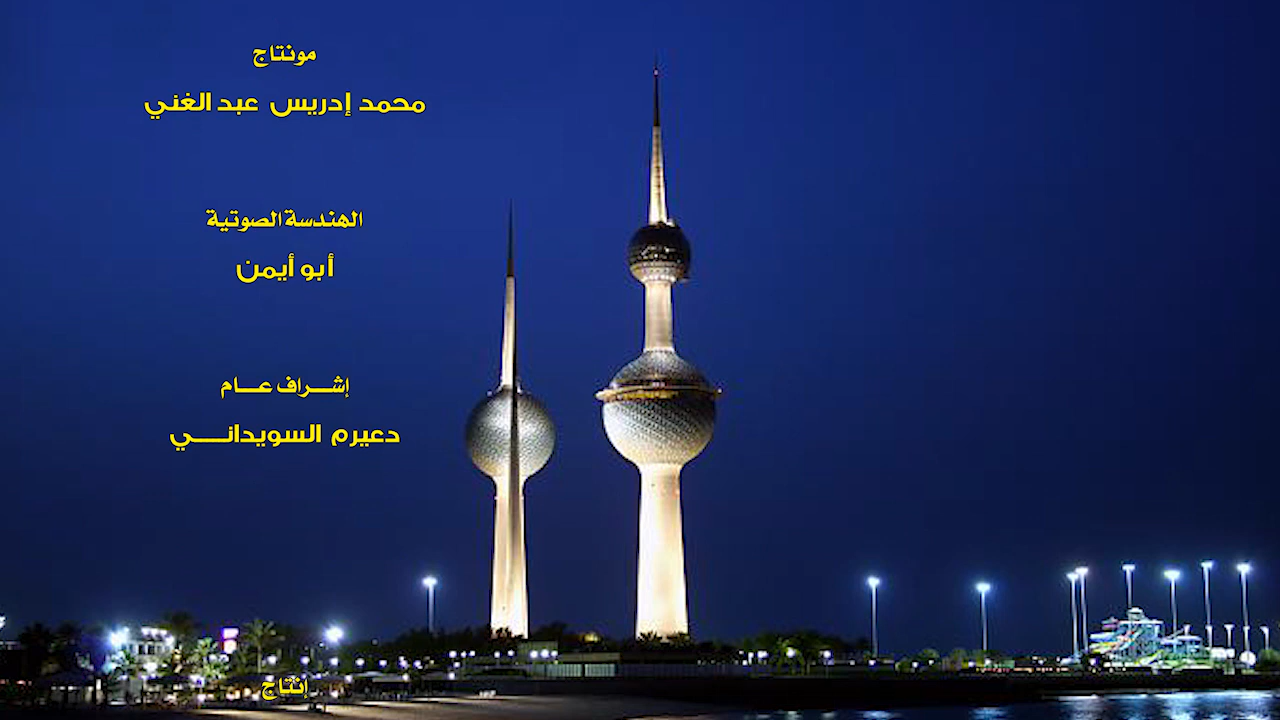 مونتاج
محمد إدريس عبد الغني
الهندسة الصوتية
أبو أيمن
إشـــراف عـــام
دعيرم السويدانـــــي
إنتاج